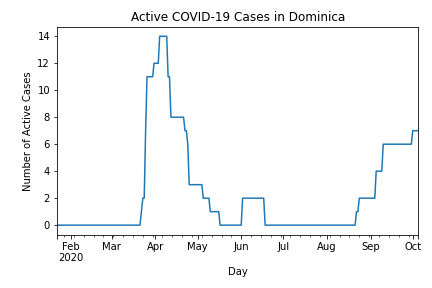 Active COVID-19 Cases in Dominica
Number of Active Cases
14
12
10
8
6
4
2
0
Feb Mar Apr May Jun Jul Aug Sep Oct
2020
Day